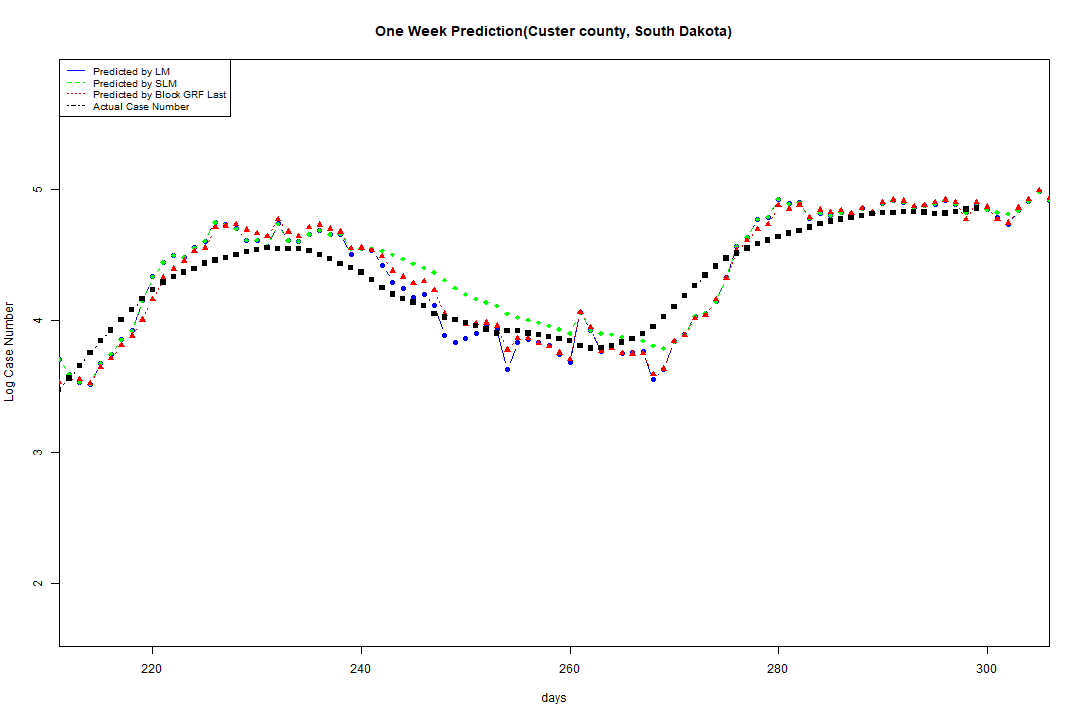 One Week Prediction(Custer county, South Dakota)
Predicted by LM
Predicted by SLM
Predicted by Block GRF Last
Actual Case Number
5
4
3
2
Log Case Number
220 240 260 280 300
days